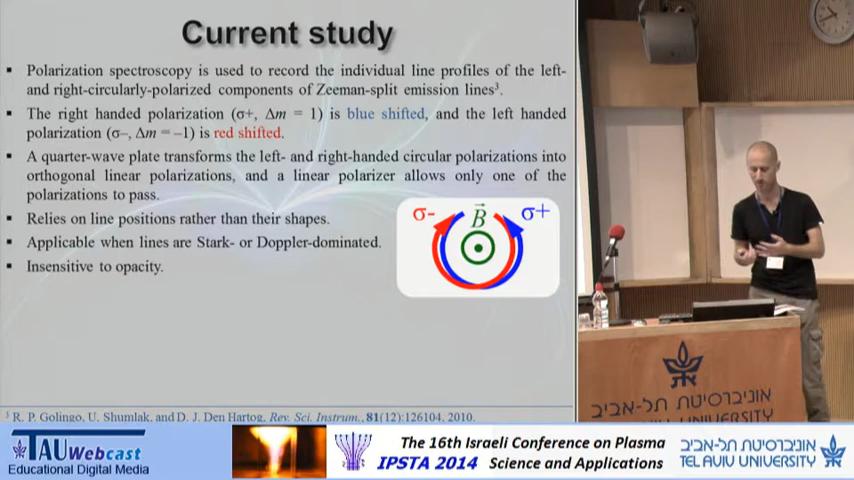 Current study
▪ Polarization spectroscopy is used to record the individual line profiles of the left-
and right-circularly-polarized components of Zeeman-split emission lines³.
▪ The right handed polarization (σ+, Δm = 1) is blue shifted, and the left handed
polarization (σ–, Δm = –1) is red shifted.
▪ A quarter-wave plate transforms the left- and right-handed circular polarizations into
orthogonal linear polarizations, and a linear polarizer allows only one of the
polarizations to pass.
▪ Relies on line positions rather than their shapes.
▪ Applicable when lines are Stark- or Doppler-dominated.
▪ Insensitive to opacity.
σ- B⃗ σ+
³ R. P. Golingo, U. Shumlak, and D. J. Den Hartog, Rev. Sci. Instrum., 81(12):126104, 2010.
אוניברסיטת תל-אביב
TEL AVIV UNIVERSITY
TAU Webcast
Educational Digital Media
The 16th Israeli Conference on Plasma
IPSTA 2014 Science and Applications
אוניברסיטת תל-אביב
TEL AVIV UNIVERSITY